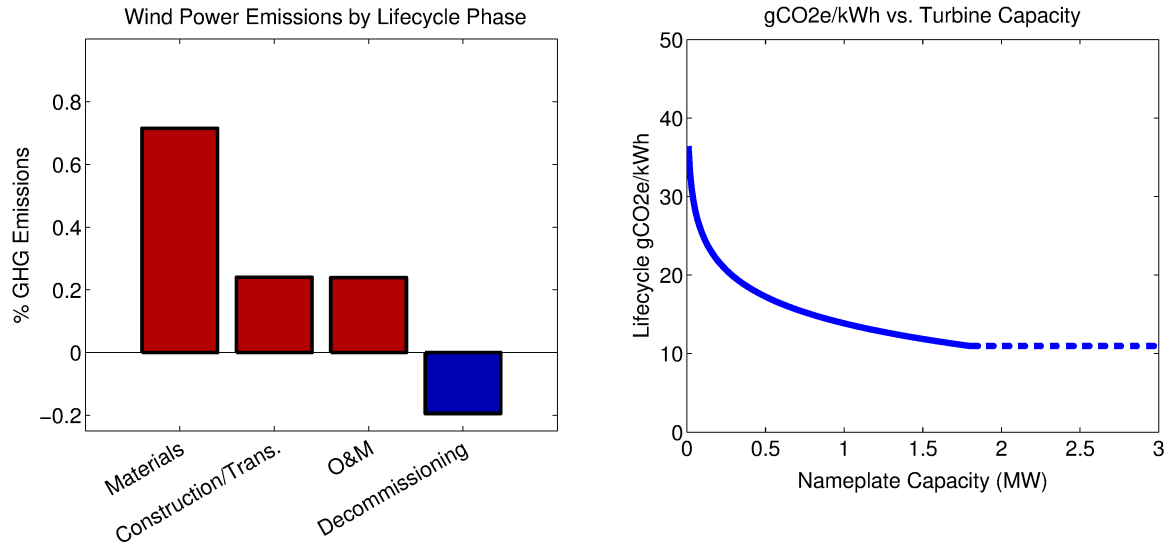 Wind Power Emissions by Lifecycle Phase
% GHG Emissions
0.8
0.6
0.4
0.2
0
−0.2
Materials
Construction/Trans.
O&M
Decommissioning
gCO2e/kWh vs. Turbine Capacity
Lifecycle gCO2e/kWh
50
40
30
20
10
0
0 0.5 1 1.5 2 2.5 3
Nameplate Capacity (MW)